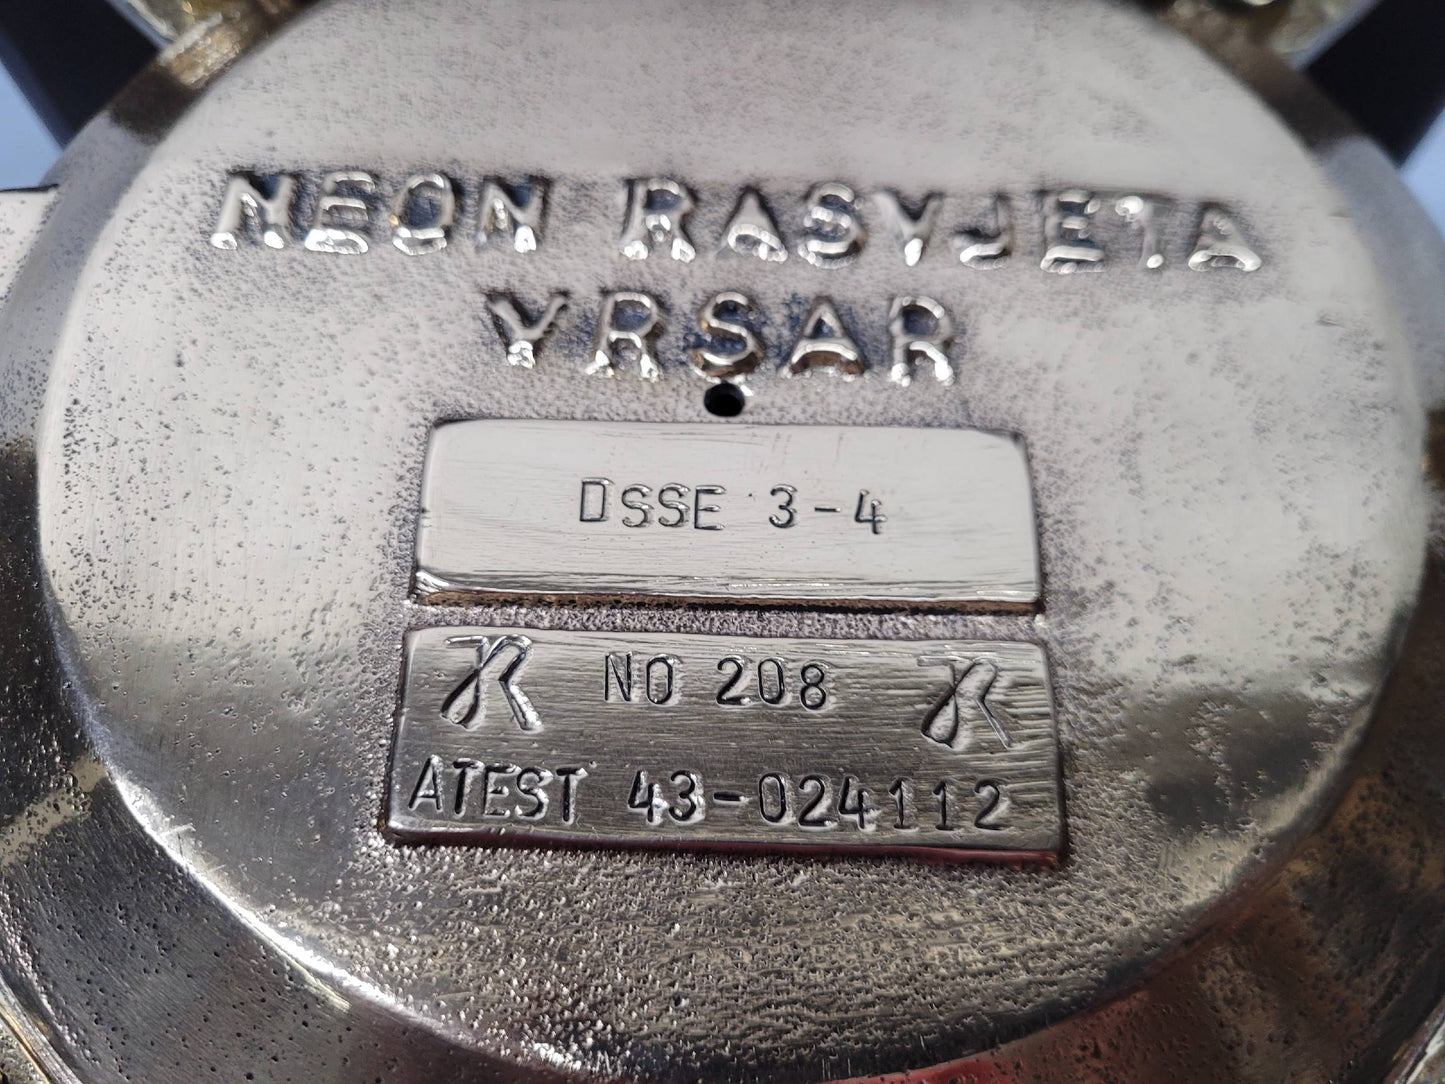 NEON RASVJETA
VRSAR
DSSE 3-4
NO 208
ATEST 43-024112